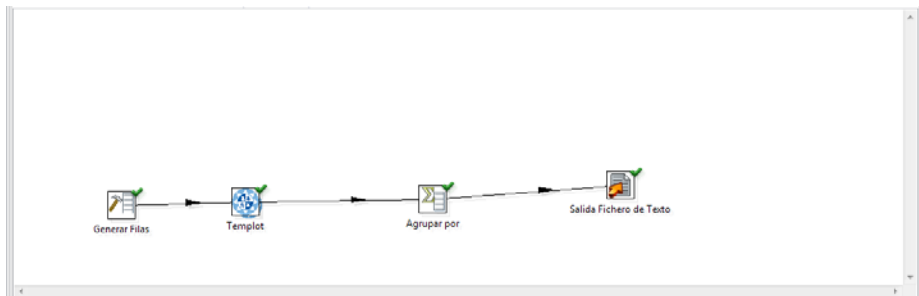 Generar Filas
Templot
Agrupar por
Salida Fichero de Texto